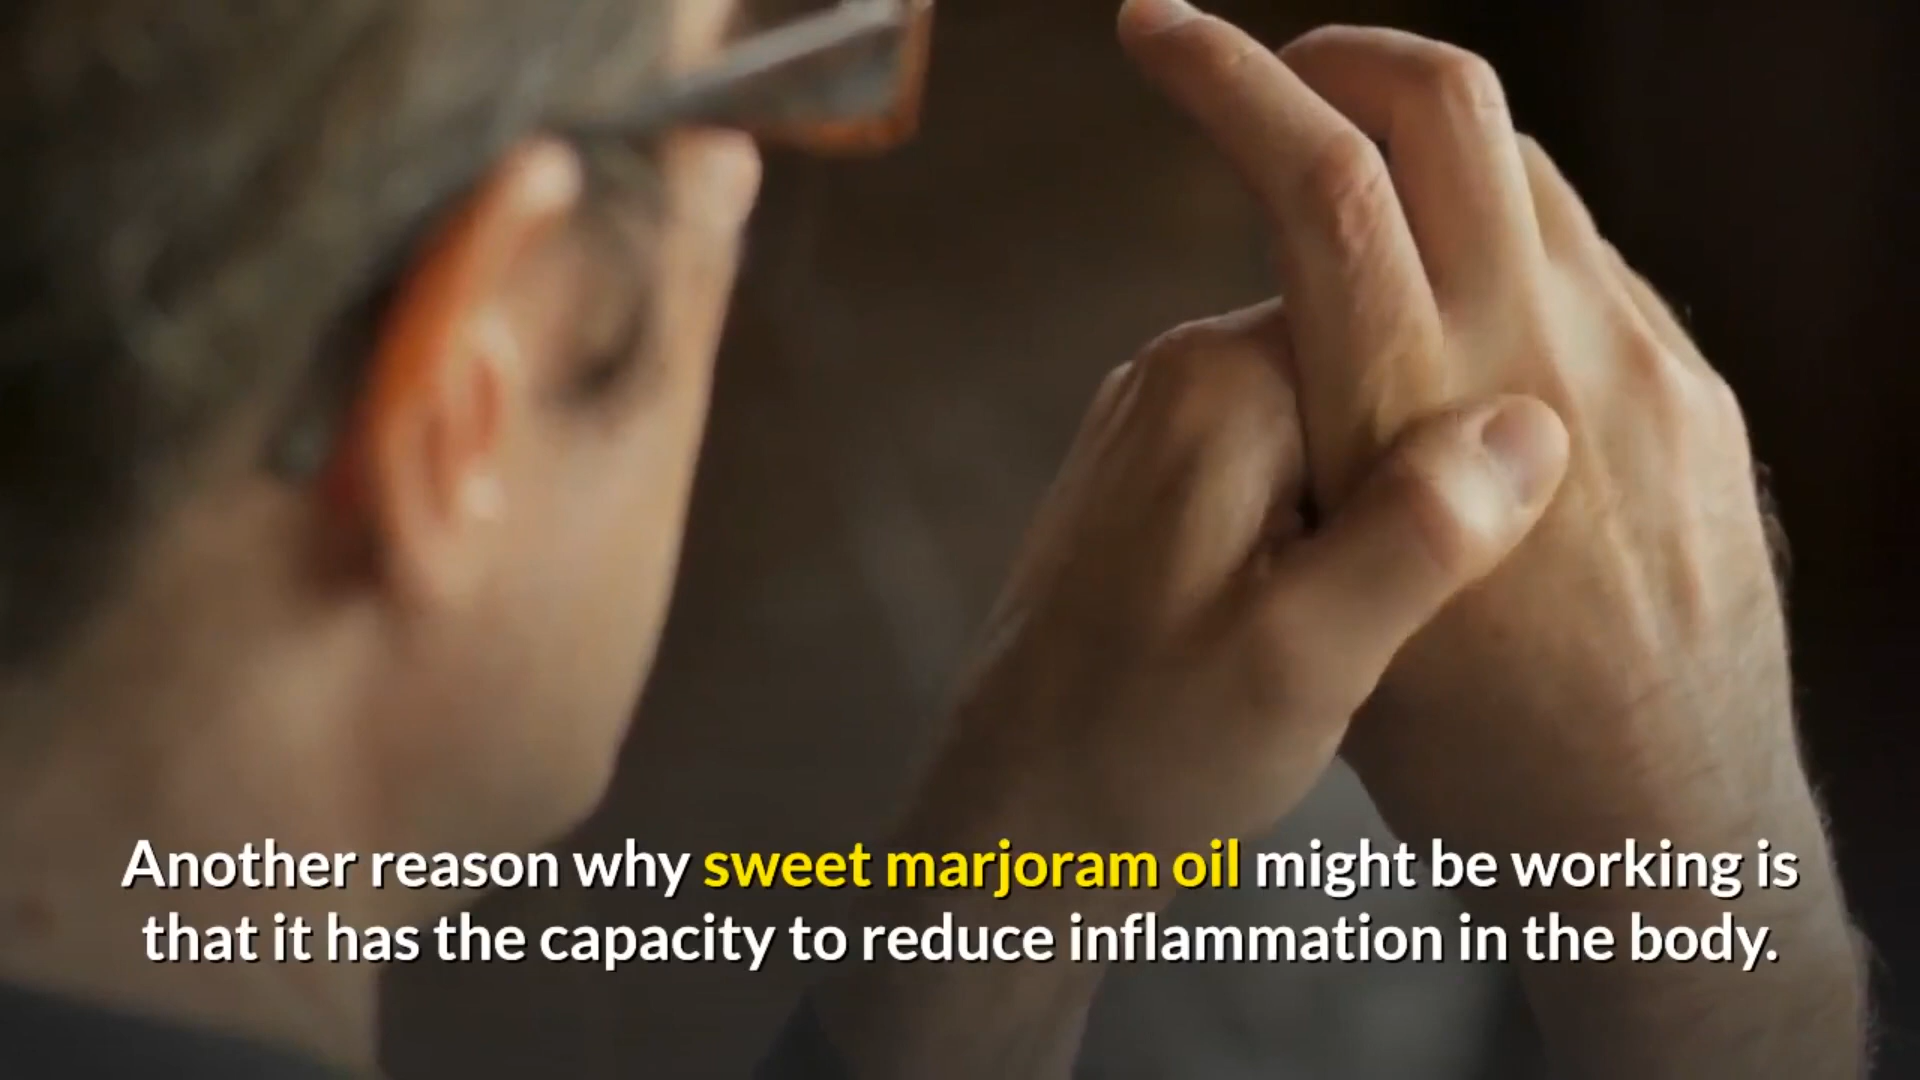 Another reason why sweet marjoram oil might be working is
that it has the capacity to reduce inflammation in the body.